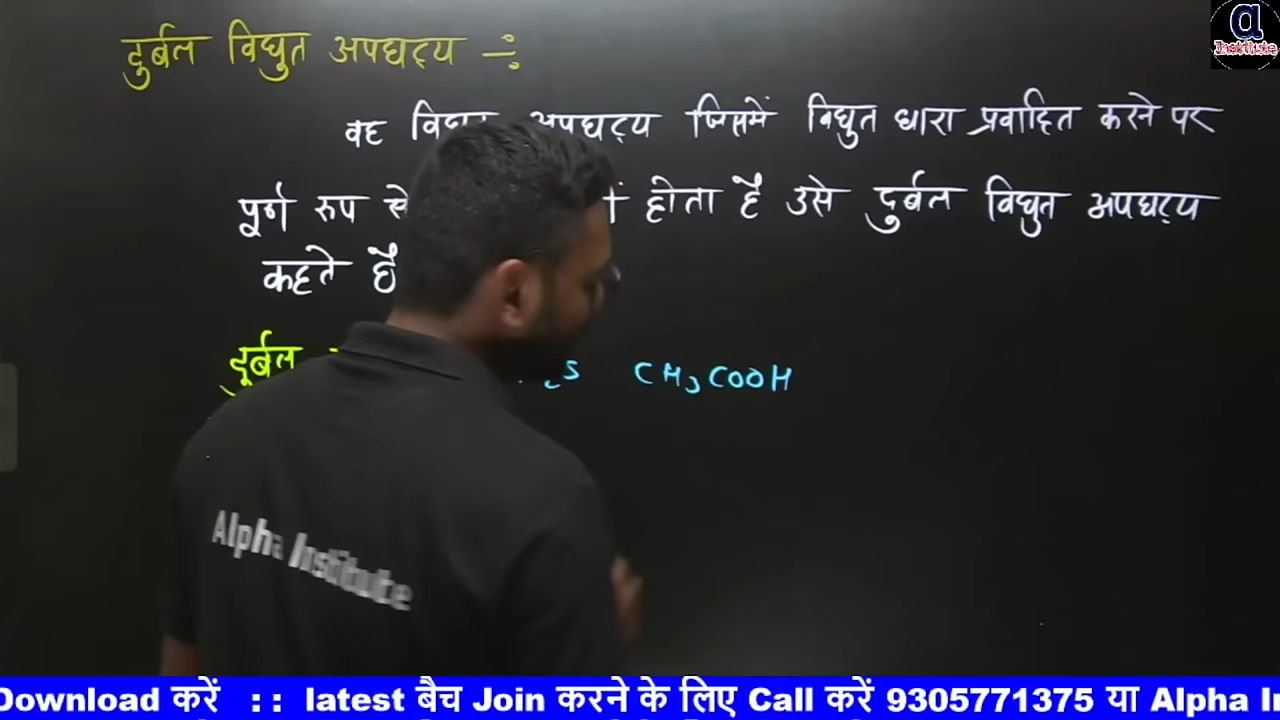 दुर्बल विद्युत अपघट्य ÷
a
Institute
वह विद्युत अपघट्य जिसमें विद्युत धारा प्रवाहित करने पर
पूर्ण रुप से होता है उसे दुर्बल विद्युत अपघट्य
कहते हैं
दूर्बल CH₃COOH
Alpha Institute
Download करें :: latest बैच Join करने के लिए Call करें 9305771375 या Alpha